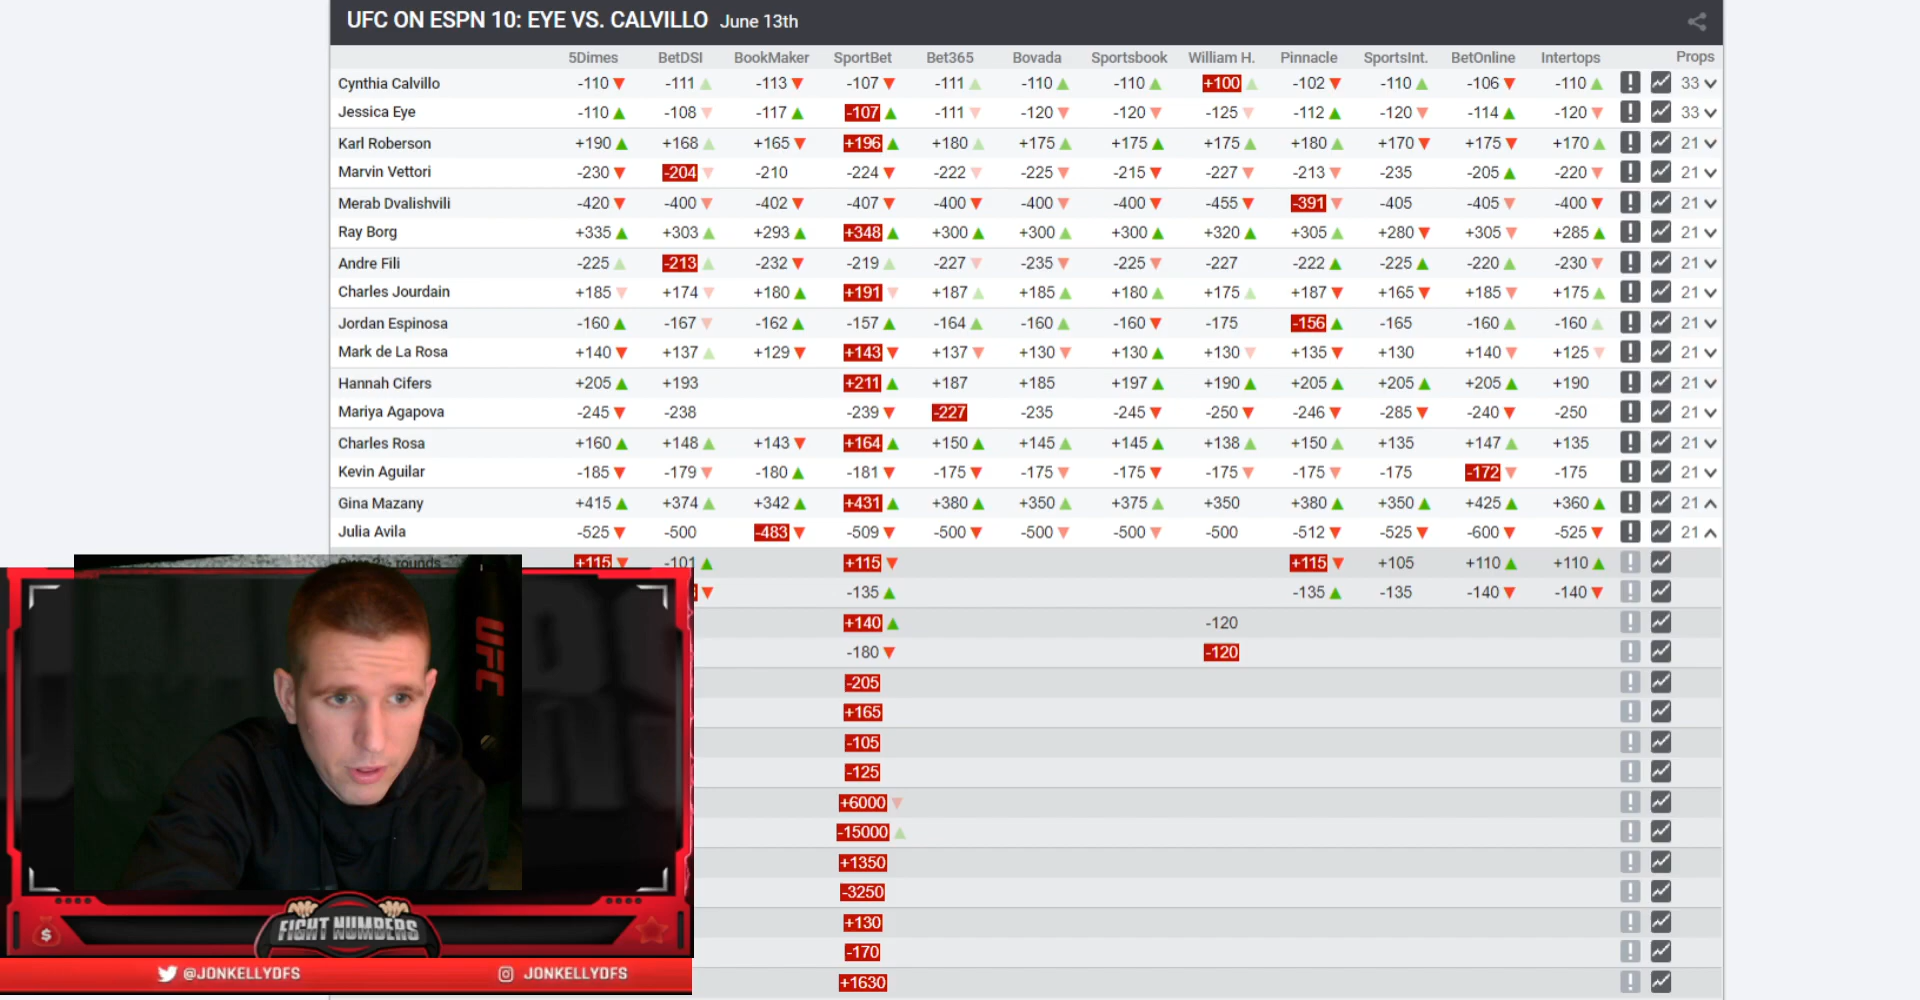 UFC ON ESPN 10: EYE VS. CALVILLO June 13th
5Dimes BetDSI BookMaker SportBet Bet365 Bovada Sportsbook William H. Pinnacle SportsInt. BetOnline Intertops Props
Cynthia Calvillo -110 -111 -113 -107 -111 -110 -110 +100 -102 -110 -106 -110 33
Jessica Eye -110 -108 -117 -107 -111 -120 -120 -125 -112 -120 -114 -120 33
Karl Roberson +190 +168 +165 +196 +180 +175 +175 +175 +180 +170 +175 +170 21
Marvin Vettori -230 -204 -210 -224 -222 -225 -215 -227 -213 -235 -205 -220 21
Merab Dvalishvili -420 -400 -402 -407 -400 -400 -400 -455 -391 -405 -405 -400 21
Ray Borg +335 +303 +293 +348 +300 +300 +300 +320 +305 +280 +305 +285 21
Andre Fili -225 -213 -232 -219 -227 -235 -225 -227 -222 -225 -220 -230 21
Charles Jourdain +185 +174 +180 +191 +187 +185 +180 +175 +187 +165 +185 +175 21
Jordan Espinosa -160 -167 -162 -157 -164 -160 -160 -175 -156 -165 -160 -160 21
Mark de La Rosa +140 +137 +129 +143 +137 +130 +130 +130 +135 +130 +140 +125 21
Hannah Cifers +205 +193 +211 +187 +185 +197 +190 +205 +205 +205 +190 21
Mariya Agapova -245 -238 -239 -227 -235 -245 -250 -246 -285 -240 -250 21
Charles Rosa +160 +148 +143 +164 +150 +145 +145 +138 +150 +135 +147 +135 21
Kevin Aguilar -185 -179 -180 -181 -175 -175 -175 -175 -175 -175 -172 -175 21
Gina Mazany +415 +374 +342 +431 +380 +350 +375 +350 +380 +350 +425 +360 21
Julia Avila -525 -500 -483 -509 -500 -500 -500 -500 -512 -525 -600 -525 21
rounds +115 -101 +115 +115 +105 +110 +110
-135 -135 -135 -140 -140
+140 -120
-180 -120
-205
+165
-105
-125
+6000
-15000
+1350
-3250
+130
-170
+1630
UFC
FIGHT NUMBERS
$
@JONKELLYDFS JONKELLYDFS